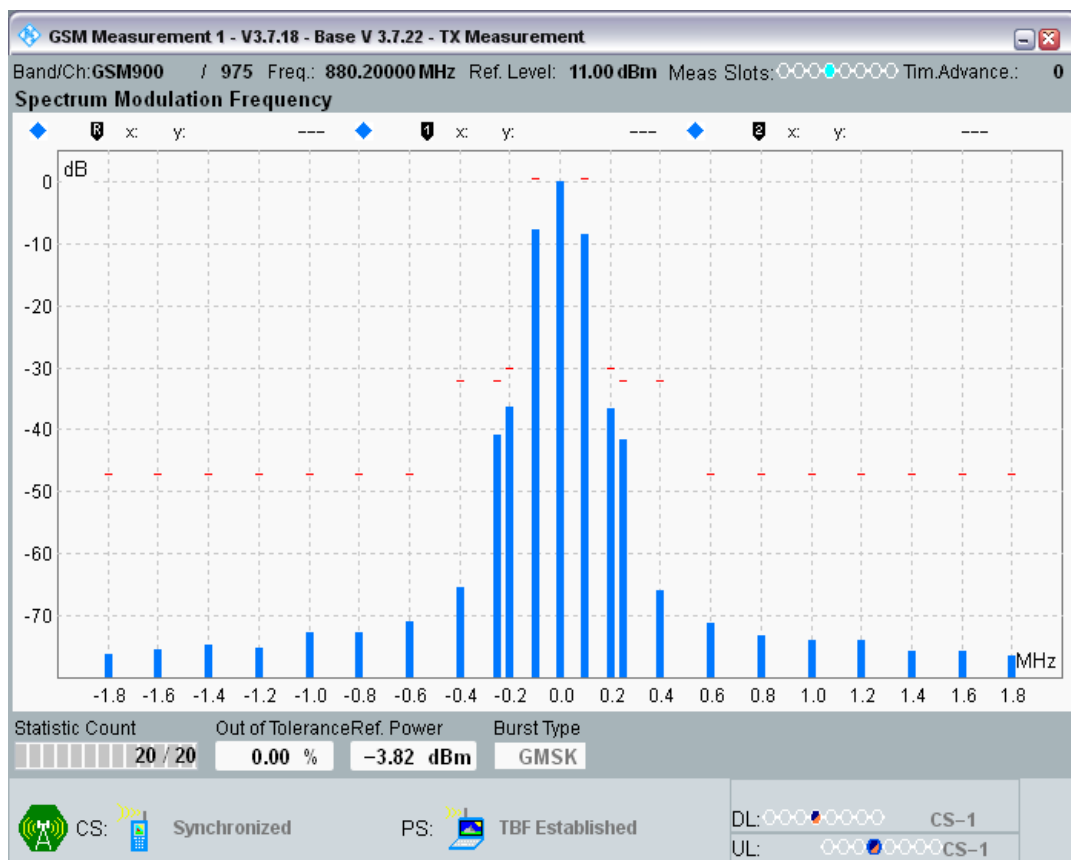 GSM Measurement 1 - V3.7.18 - Base V 3.7.22 - TX Measurement
Band/Ch:GSM900 / 975 Freq.: 880.20000 MHz Ref. Level: 11.00 dBm Meas Slots: Tim.Advance.: 0
Spectrum Modulation Frequency
R x: y: --- 1 x: y: --- 2 x: y: ---
dB
0
-10
-20
-30
-40
-50
-60
-70
MHz
-1.8 -1.6 -1.4 -1.2 -1.0 -0.8 -0.6 -0.4 -0.2 0.0 0.2 0.4 0.6 0.8 1.0 1.2 1.4 1.6 1.8
Statistic Count Out of Tolerance Ref. Power Burst Type
20 / 20 0.00 % −3.82 dBm GMSK
CS: Synchronized PS: TBF Established
DL: CS−1
UL: CS−1